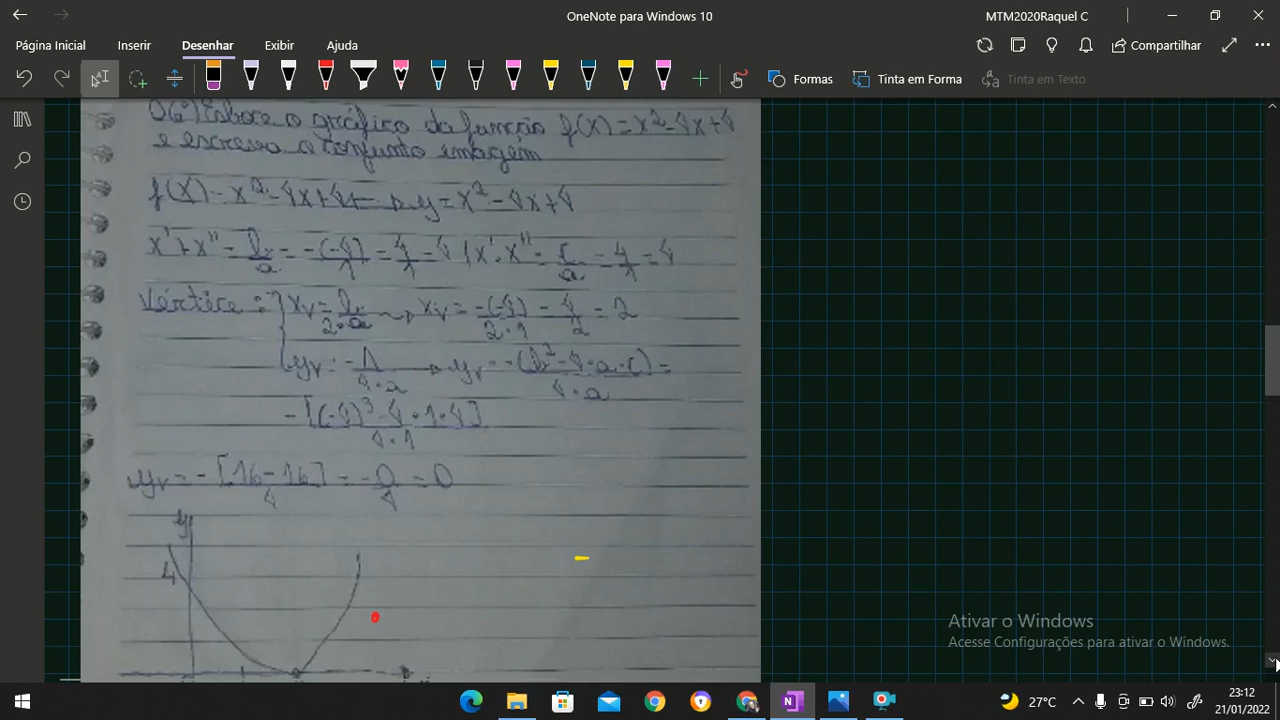 OneNote para Windows 10
MTM2020Raquel C
Página Inicial Inserir Desenhar Exibir Ajuda
Compartilhar
Formas Tinta em Forma Tinta em Texto
06º) Esboce o gráfico da função f(x) = x² - 4x + 4
e escreva o conjunto imagem
f(x) = x² - 4x + 4 → y = x² - 4x + 4
x' + x'' = b/a = -(-4)/1 = 4/1 = 4 | x' . x'' = c/a = 4/1 = 4
Vértice: { xv = b/2.a → xv = -(-4)/2.1 = 4/2 = 2
yv = -Δ/4.a → yv = -(b² - 4.a.c)/4.a =
-[(-4)² - 4.1.4]/4.1
yv = -[16-16]/4 = -0/4 = 0
y
4
Ativar o Windows
Acesse Configurações para ativar o Windows.
27°C
23:12
21/01/2022